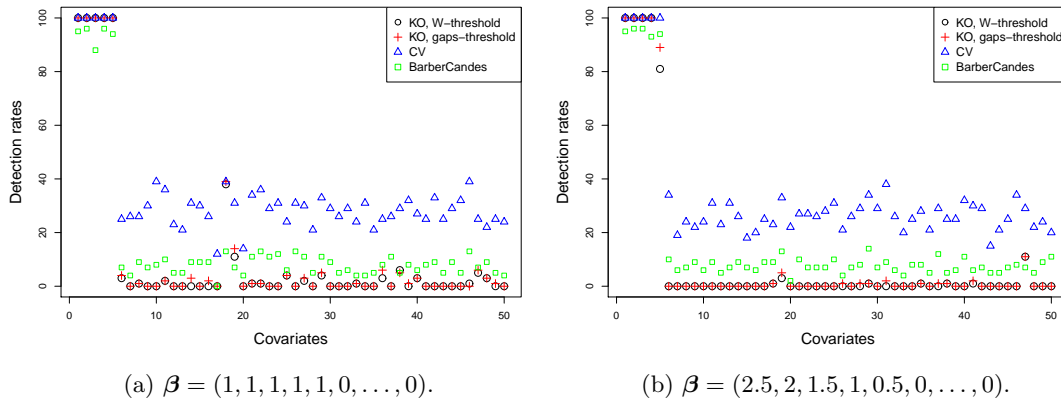 100
80
60
40
20
0
Detection rates
0
10
20
30
40
50
Covariates
KO, W−threshold
KO, gaps−threshold
CV
BarberCandes
(a) β = (1, 1, 1, 1, 1, 0, . . . , 0).
100
80
60
40
20
0
Detection rates
0
10
20
30
40
50
Covariates
KO, W−threshold
KO, gaps−threshold
CV
BarberCandes
(b) β = (2.5, 2, 1.5, 1, 0.5, 0, . . . , 0).